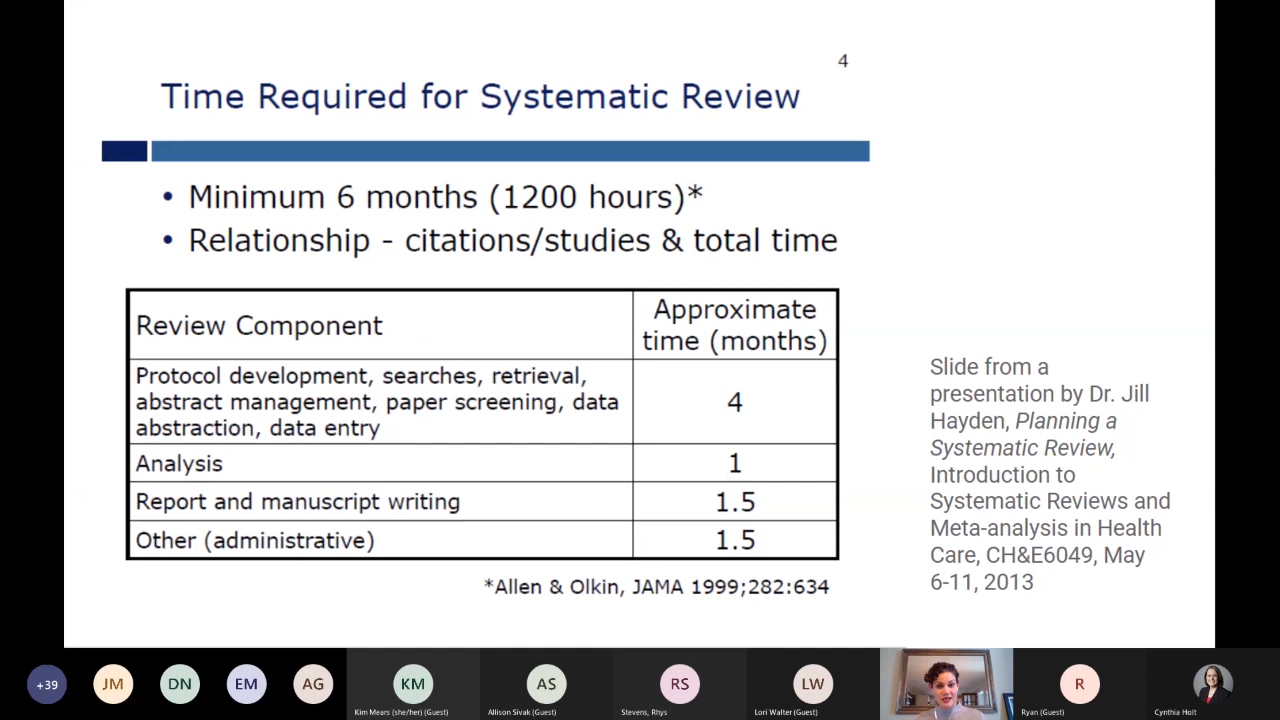 4
Time Required for Systematic Review
• Minimum 6 months (1200 hours)*
• Relationship - citations/studies & total time
Review Component
Approximate
time (months)
Protocol development, searches, retrieval,
abstract management, paper screening, data
abstraction, data entry
4
Analysis
1
Report and manuscript writing
1.5
Other (administrative)
1.5
*Allen & Olkin, JAMA 1999;282:634
Slide from a
presentation by Dr. Jill
Hayden, Planning a
Systematic Review,
Introduction to
Systematic Reviews and
Meta-analysis in Health
Care, CH&E6049, May
6-11, 2013
+39
JM
DN
EM
AG
KM
AS
RS
LW
R
Kim Mears (she/her) (Guest)
Allison Sivak (Guest)
Stevens, Rhys
Lori Walter (Guest)
Ryan (Guest)
Cynthia Holt